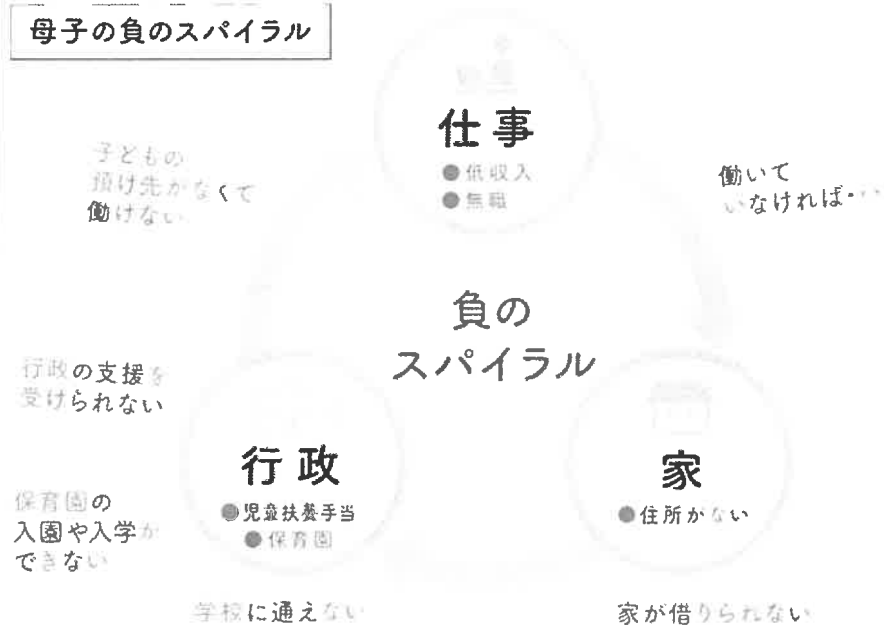 母子の負のスパイラル
仕事
●低収入
●無職
子どもの
預け先がなくて
働けない
働いて
いなければ・・・
負の
スパイラル
行政の支援を
受けられない
行政
●児童扶養手当
●保育園
家
●住所がない
保育園の
入園や入学が
できない
学校に通えない
家が借りられない